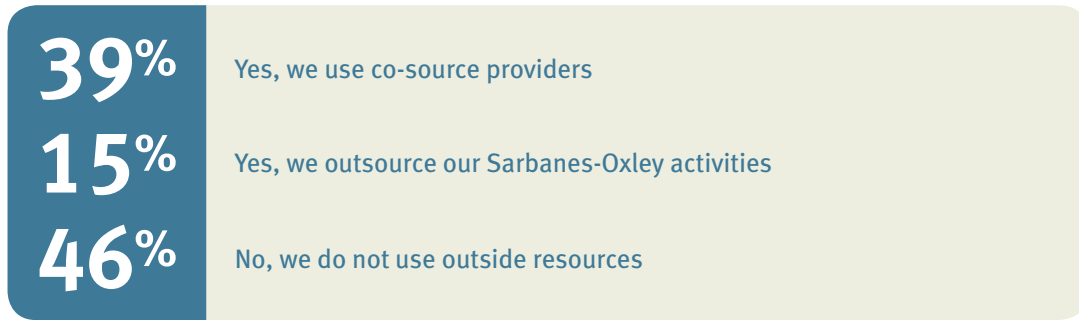 39% Yes, we use co-source providers
15% Yes, we outsource our Sarbanes-Oxley activities
46% No, we do not use outside resources